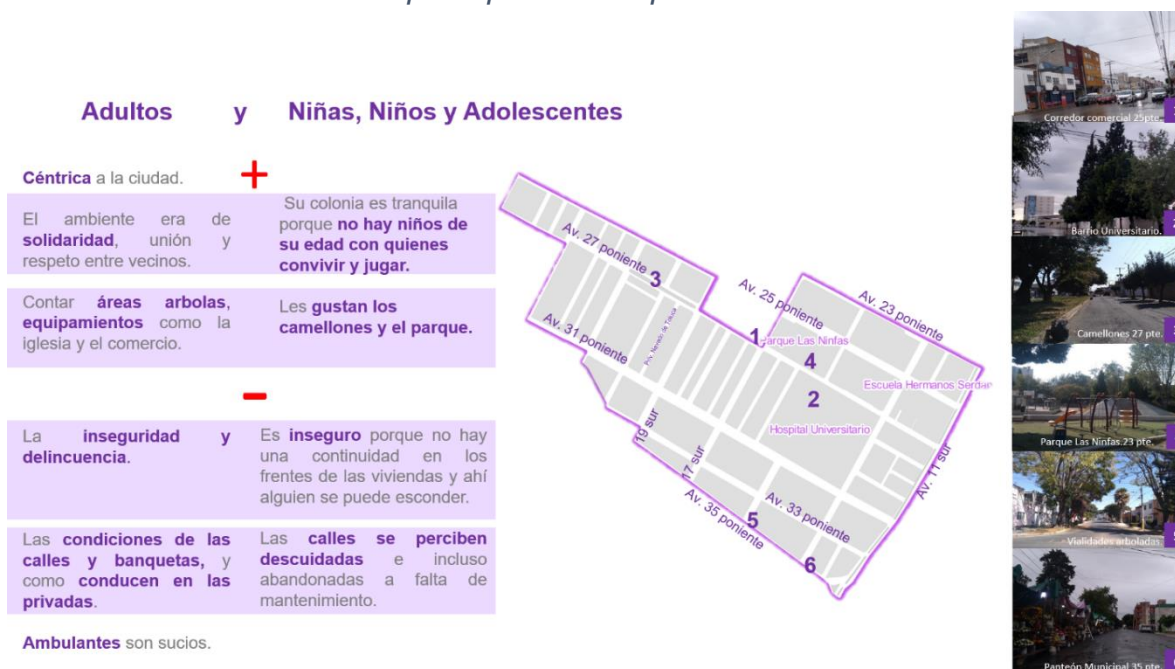 Adultos y Niñas, Niños y Adolescentes
+
Céntrica a la ciudad.
El ambiente era de
solidaridad, unión y
respeto entre vecinos.
Su colonia es tranquila
porque no hay niños de
su edad con quienes
convivir y jugar.
Contar áreas arbolas,
equipamientos como la
iglesia y el comercio.
Les gustan los
camellones y el parque.
-
La inseguridad y
delincuencia.
Es inseguro porque no hay
una continuidad en los
frentes de las viviendas y ahí
alguien se puede esconder.
Las condiciones de las
calles y banquetas, y
como conducen en las
privadas.
Las calles se perciben
descuidadas e incluso
abandonadas a falta de
mantenimiento.
Ambulantes son sucios.
Av. 27 poniente
3
Av. 25 poniente
Av. 23 poniente
Av. 31 poniente
Priv. Nevado de Toluca
1
Parque Las Ninfas
4
Escuela Hermanos Serdan
2
Hospital Universitario
19 sur
17 sur
Av. 11 sur
Av. 33 poniente
Av. 35 poniente
5
6
Corredor comercial 25pte.
Barrio Universitario.
Camellones 27 pte.
Parque Las Ninfas.23 pte.
Vialidades arboladas.
Panteón Municipal 35 pte.